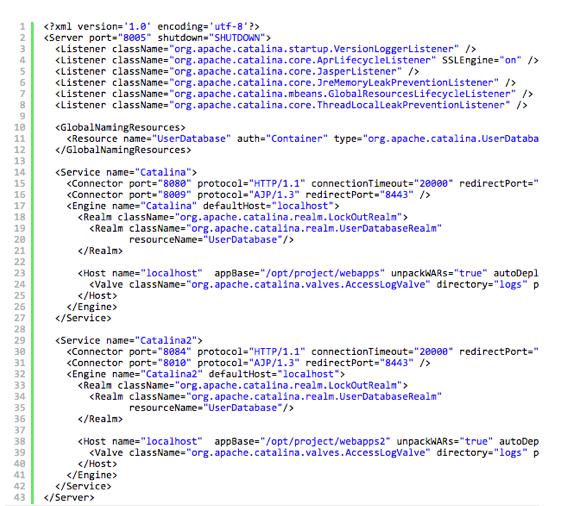 1 <?xml version='1.0' encoding='utf-8'?>
2 <Server port="8005" shutdown="SHUTDOWN">
3 <Listener className="org.apache.catalina.startup.VersionLoggerListener" />
4 <Listener className="org.apache.catalina.core.AprLifecycleListener" SSLEngine="on" />
5 <Listener className="org.apache.catalina.core.JasperListener" />
6 <Listener className="org.apache.catalina.core.JreMemoryLeakPreventionListener" />
7 <Listener className="org.apache.catalina.mbeans.GlobalResourcesLifecycleListener" />
8 <Listener className="org.apache.catalina.core.ThreadLocalLeakPreventionListener" />
9
10 <GlobalNamingResources>
11 <Resource name="UserDatabase" auth="Container" type="org.apache.catalina.UserDataba
12 </GlobalNamingResources>
13
14 <Service name="Catalina">
15 <Connector port="8080" protocol="HTTP/1.1" connectionTimeout="20000" redirectPort="
16 <Connector port="8009" protocol="AJP/1.3" redirectPort="8443" />
17 <Engine name="Catalina" defaultHost="localhost">
18 <Realm className="org.apache.catalina.realm.LockOutRealm">
19 <Realm className="org.apache.catalina.realm.UserDatabaseRealm"
20 resourceName="UserDatabase"/>
21 </Realm>
22
23 <Host name="localhost" appBase="/opt/project/webapps" unpackWARs="true" autoDepl
24 <Valve className="org.apache.catalina.valves.AccessLogValve" directory="logs" p
25 </Host>
26 </Engine>
27 </Service>
28
29 <Service name="Catalina2">
30 <Connector port="8084" protocol="HTTP/1.1" connectionTimeout="20000" redirectPort="
31 <Connector port="8010" protocol="AJP/1.3" redirectPort="8443" />
32 <Engine name="Catalina2" defaultHost="localhost">
33 <Realm className="org.apache.catalina.realm.LockOutRealm">
34 <Realm className="org.apache.catalina.realm.UserDatabaseRealm"
35 resourceName="UserDatabase"/>
36 </Realm>
37
38 <Host name="localhost" appBase="/opt/project/webapps2" unpackWARs="true" autoDep
39 <Valve className="org.apache.catalina.valves.AccessLogValve" directory="logs" p
40 </Host>
41 </Engine>
42 </Service>
43 </Server>